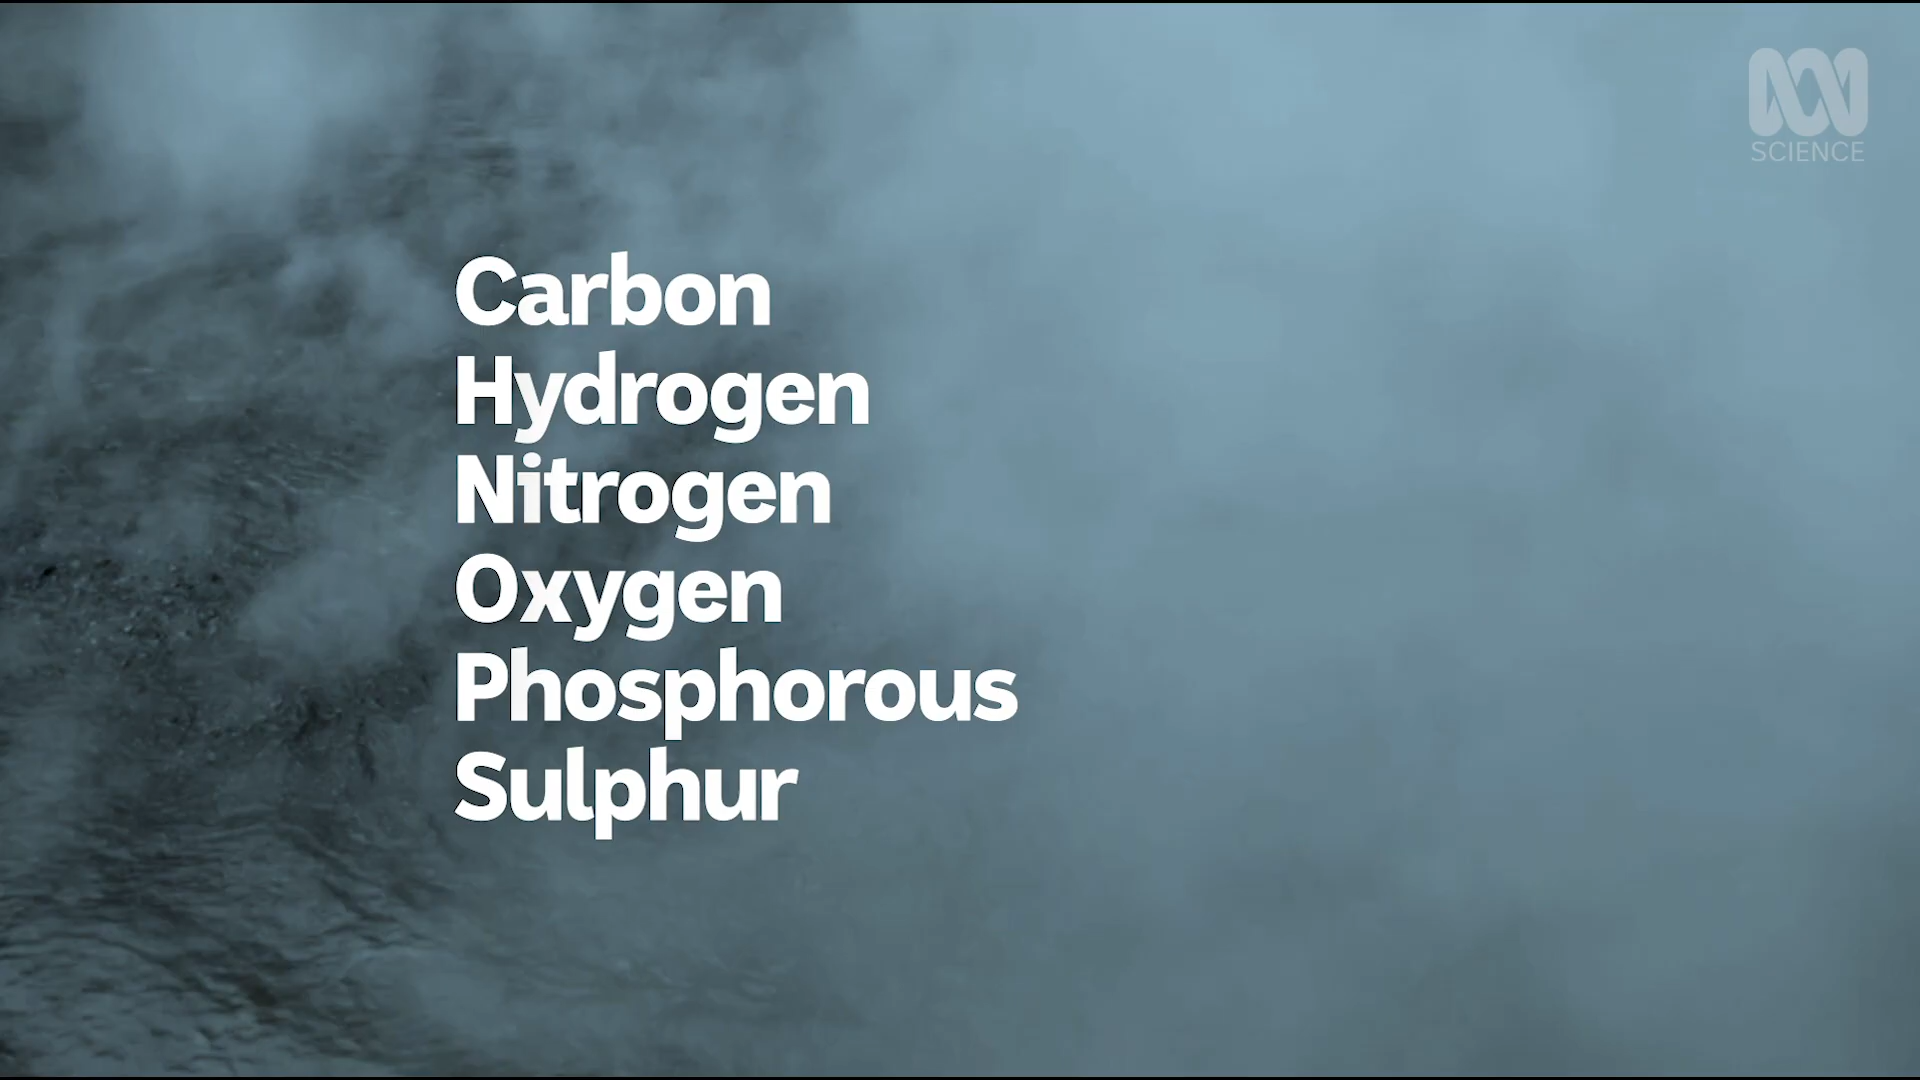 SCIENCE
Carbon
Hydrogen
Nitrogen
Oxygen
Phosphorous
Sulphur